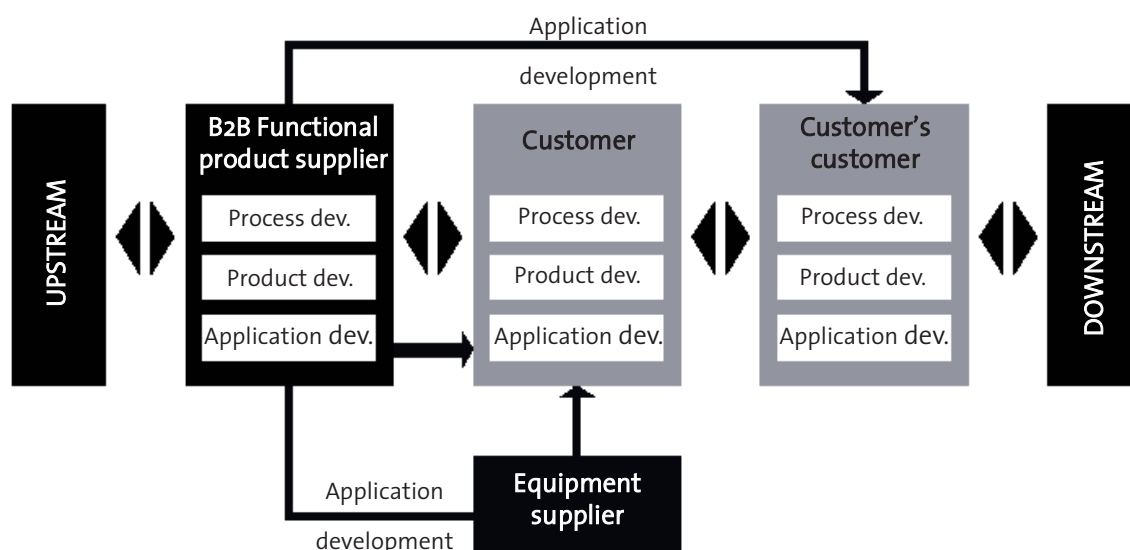 Application
development
UPSTREAM
B2B Functional
product supplier
Process dev.
Product dev.
Application dev.
Customer
Process dev.
Product dev.
Application dev.
Customer's
customer
Process dev.
Product dev.
Application dev.
DOWNSTREAM
Application
development
Equipment
supplier